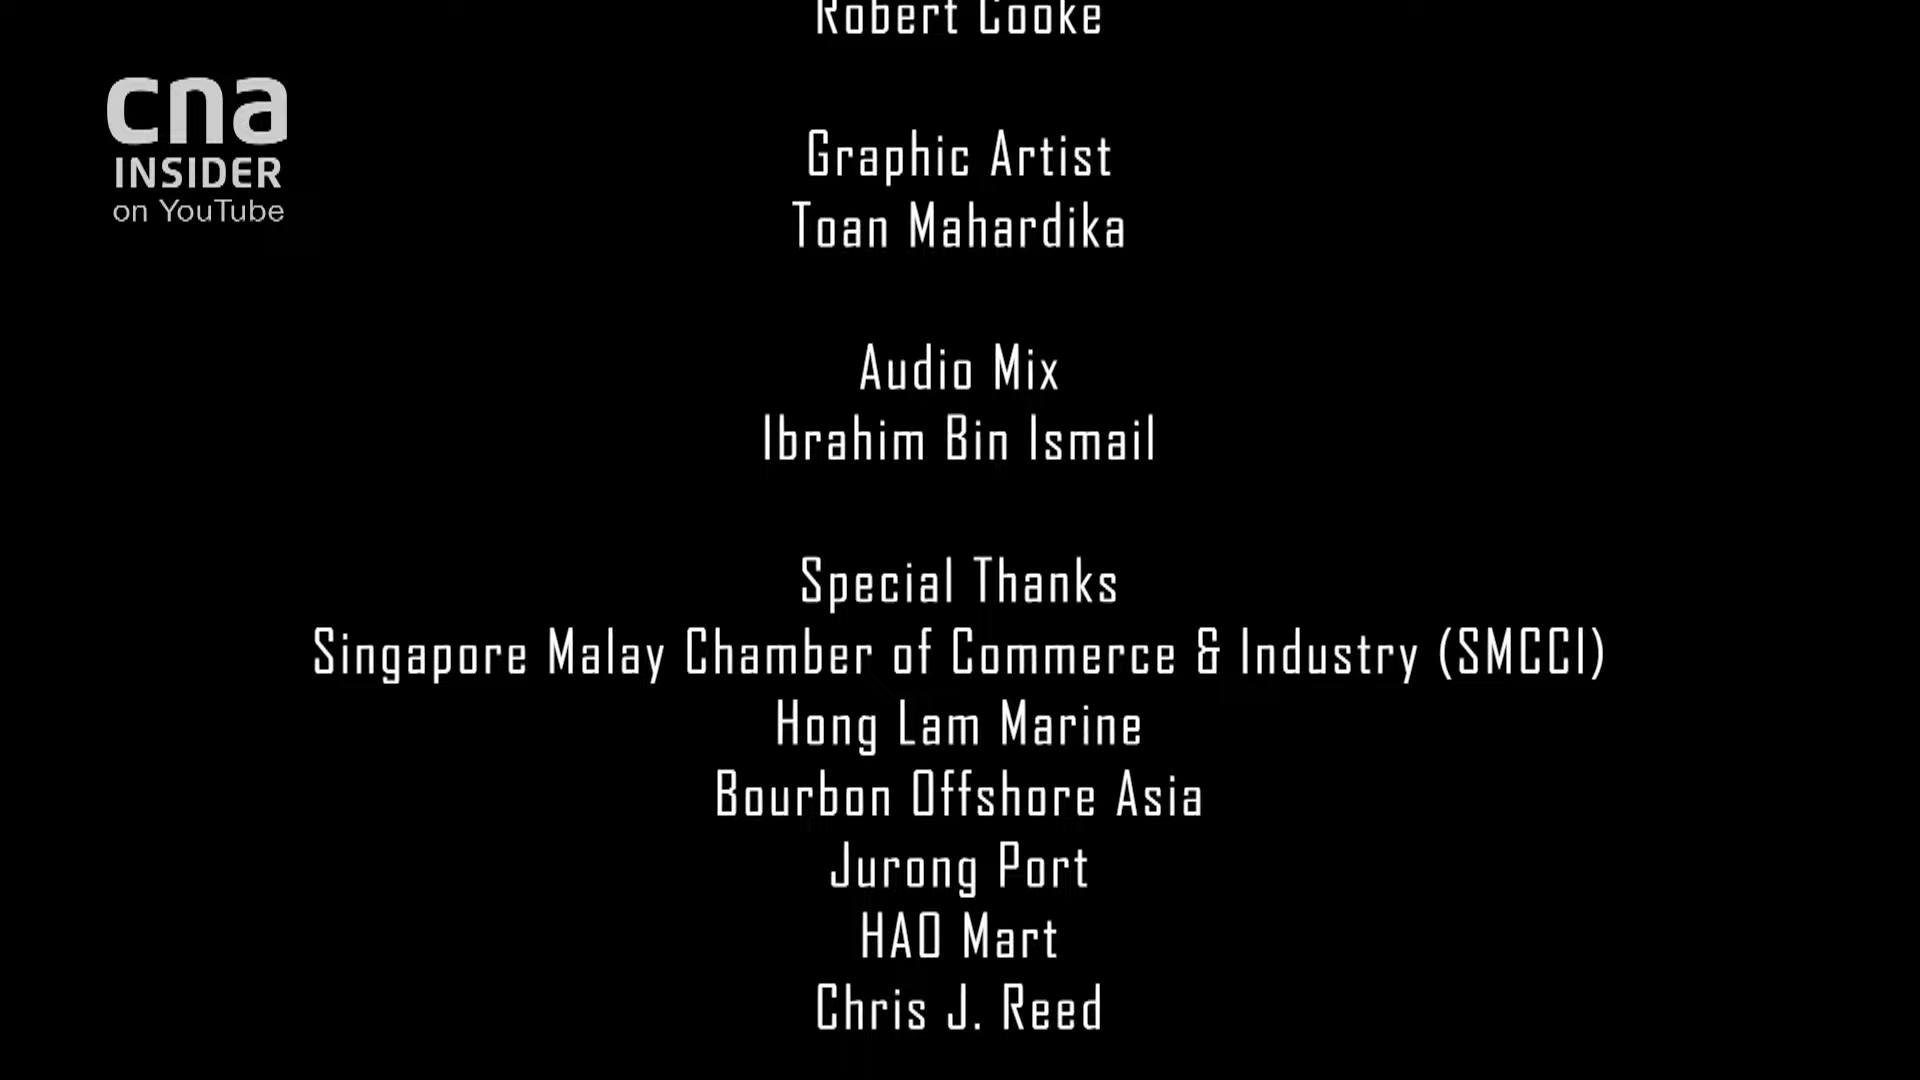 Robert Cooke
cna
INSIDER
on YouTube
Graphic Artist
Toan Mahardika
Audio Mix
Ibrahim Bin Ismail
Special Thanks
Singapore Malay Chamber of Commerce & Industry (SMCCI)
Hong Lam Marine
Bourbon Offshore Asia
Jurong Port
HAO Mart
Chris J. Reed